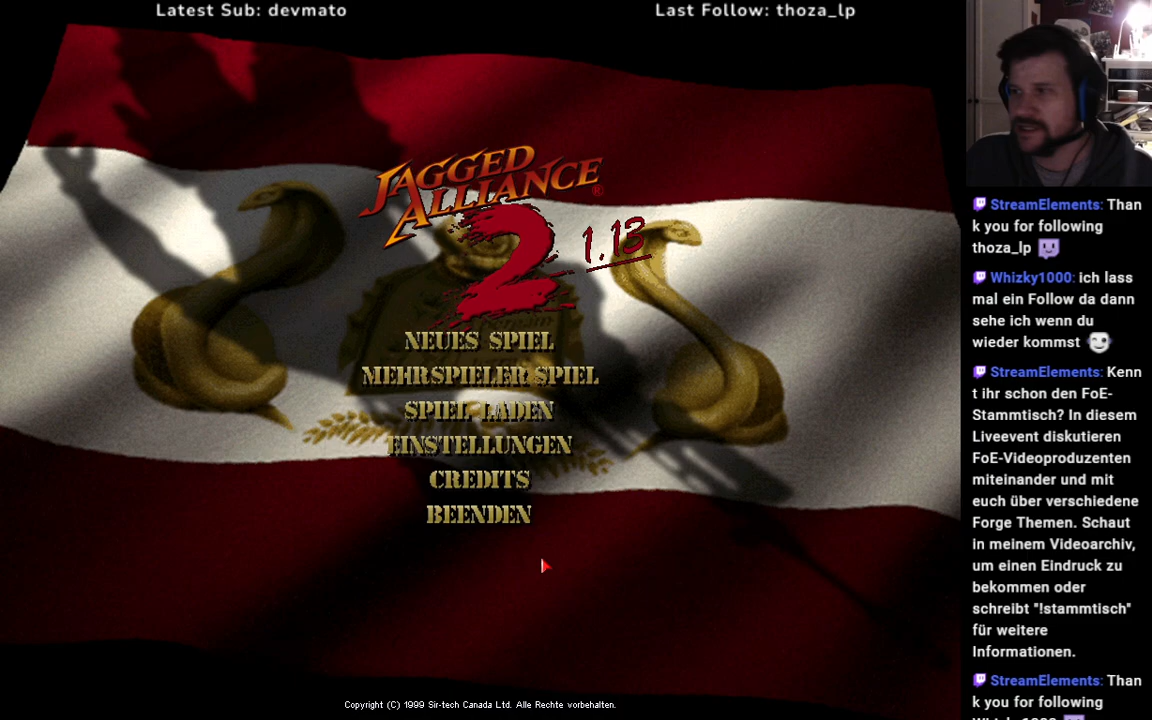 Latest Sub: devmato
Last Follow: thoza_lp
JAGGED
ALLIANCE®
2 1.13
NEUES SPIEL
MEHRSPIELER SPIEL
SPIEL LADEN
EINSTELLUNGEN
CREDITS
BEENDEN
Copyright (C) 1999 Sir-tech Canada Ltd. Alle Rechte vorbehalten.
StreamElements: Than
k you for following
thoza_lp
Whizky1000: ich lass
mal ein Follow da dann
sehe ich wenn du
wieder kommst
StreamElements: Kenn
t ihr schon den FoE-
Stammtisch? In diesem
Liveevent diskutieren
FoE-Videoproduzenten
miteinander und mit
euch über verschiedene
Forge Themen. Schaut
in meinem Videoarchiv,
um einen Eindruck zu
bekommen oder
schreibt "!stammtisch"
für weitere
Informationen.
StreamElements: Than
k you for following